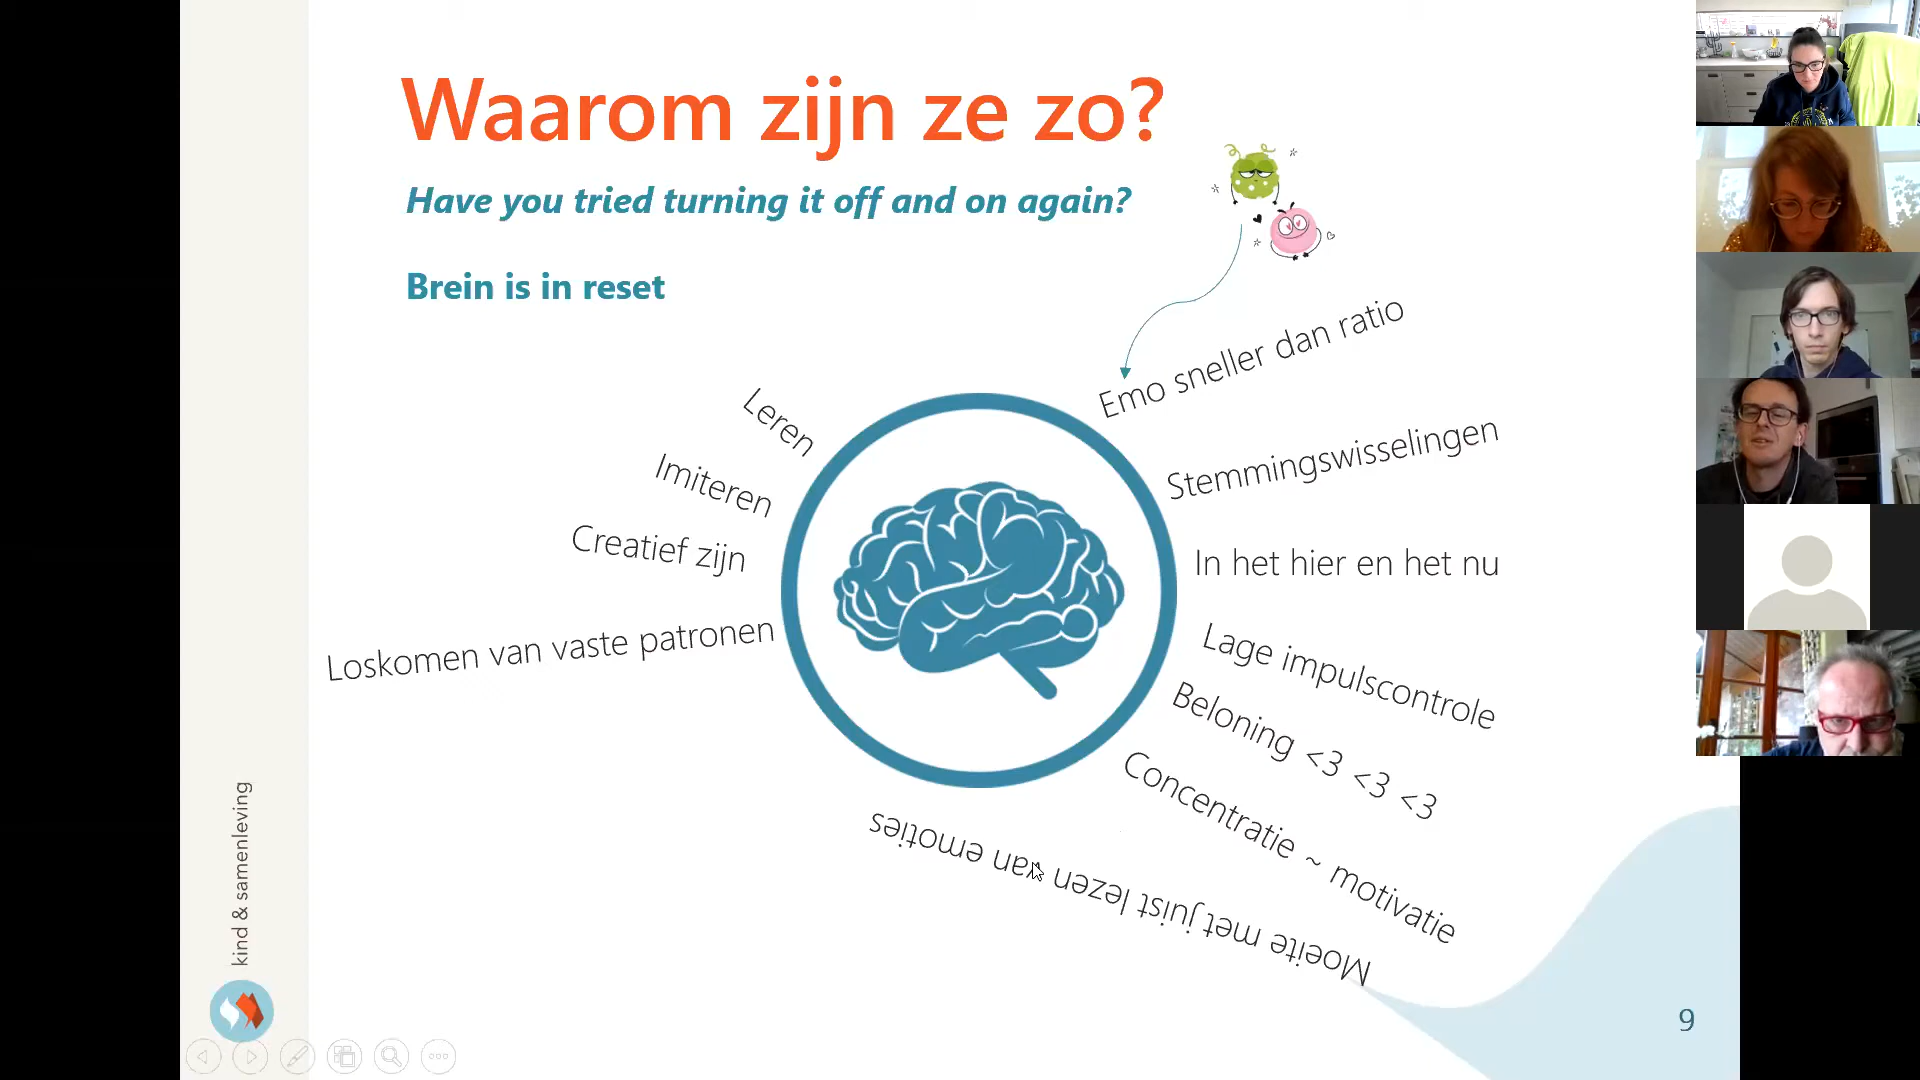 Waarom zijn ze zo?
Have you tried turning it off and on again?
Brein is in reset
Leren
Imiteren
Creatief zijn
Loskomen van vaste patronen
Emo sneller dan ratio
Stemmingswisselingen
In het hier en het nu
Lage impulscontrole
Beloning <3 <3 <3
Concentratie ~ motivatie
Moeite met juist lezen van emoties
kind & samenleving
9